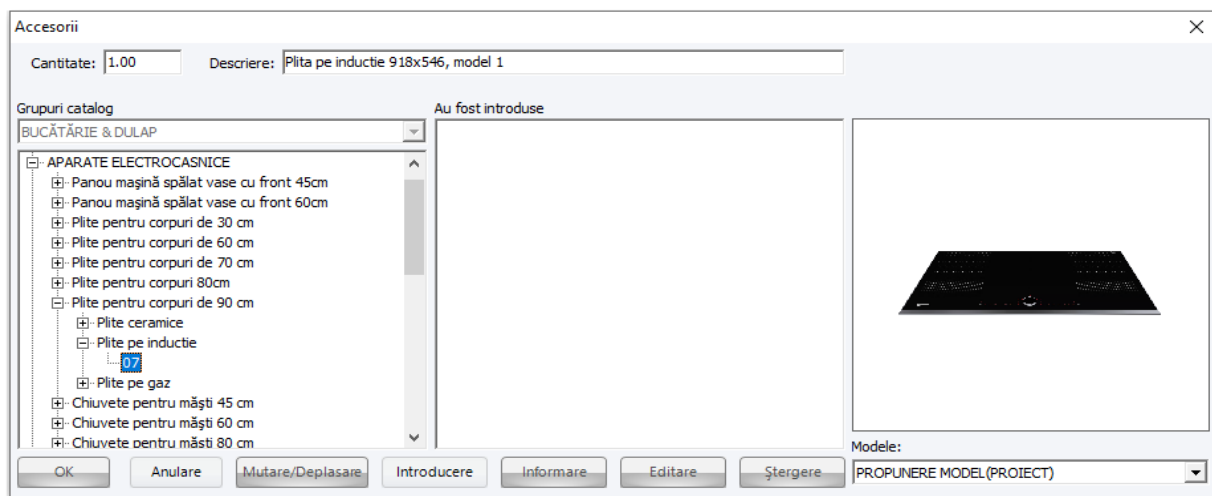 Accesorii
Cantitate: 1.00 Descriere: Plita pe inductie 918x546, model 1
Grupuri catalog Au fost introduse
BUCĂTĂRIE & DULAP
APARATE ELECTROCASNICE
Panou maşină spălat vase cu front 45cm
Panou maşină spălat vase cu front 60cm
Plite pentru corpuri de 30 cm
Plite pentru corpuri de 60 cm
Plite pentru corpuri de 70 cm
Plite pentru corpuri 80cm
Plite pentru corpuri de 90 cm
Plite ceramice
Plite pe inductie
07
Plite pe gaz
Chiuvete pentru măşti 45 cm
Chiuvete pentru măşti 60 cm
Chiuvete pentru măşti 80 cm
Modele:
OK Anulare Mutare/Deplasare Introducere Informare Editare Ştergere PROPUNERE MODEL(PROIECT)